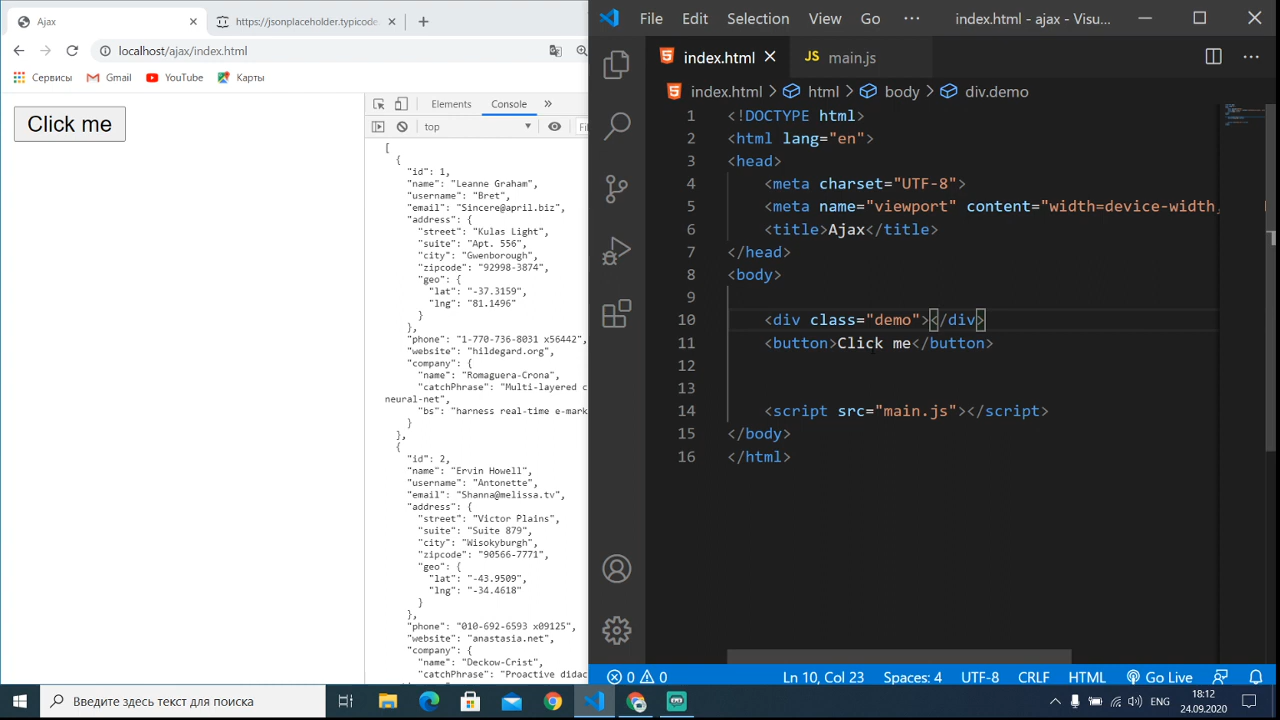 Ajax
https://jsonplaceholder.typicode.
localhost/ajax/index.html
Сервисы
Gmail
YouTube
Карты
Click me
Elements
Console
top
[
{
"id": 1,
"name": "Leanne Graham",
"username": "Bret",
"email": "Sincere@april.biz",
"address": {
"street": "Kulas Light",
"suite": "Apt. 556",
"city": "Gwenborough",
"zipcode": "92998-3874",
"geo": {
"lat": "-37.3159",
"lng": "81.1496"
}
},
"phone": "1-770-736-8031 x56442",
"website": "hildegard.org",
"company": {
"name": "Romaguera-Crona",
"catchPhrase": "Multi-layered c
neural-net",
"bs": "harness real-time e-mark
}
},
{
"id": 2,
"name": "Ervin Howell",
"username": "Antonette",
"email": "Shanna@melissa.tv",
"address": {
"street": "Victor Plains",
"suite": "Suite 879",
"city": "Wisokyburgh",
"zipcode": "90566-7771",
"geo": {
"lat": "-43.9509",
"lng": "-34.4618"
}
},
"phone": "010-692-6593 x09125",
"website": "anastasia.net",
"company": {
"name": "Deckow-Crist",
"catchPhrase": "Proactive didac
File Edit Selection View Go ··· index.html - ajax - Visu...
index.html
JS main.js
index.html > html > body > div.demo
1 <!DOCTYPE html>
2 <html lang="en">
3 <head>
4 <meta charset="UTF-8">
5 <meta name="viewport" content="width=device-width,
6 <title>Ajax</title>
7 </head>
8 <body>
9
10 <div class="demo"></div>
11 <button>Click me</button>
12
13
14 <script src="main.js"></script>
15 </body>
16 </html>
0 0 Ln 10, Col 23 Spaces: 4 UTF-8 CRLF HTML Go Live
Введите здесь текст для поиска
ENG
18:12
24.09.2020